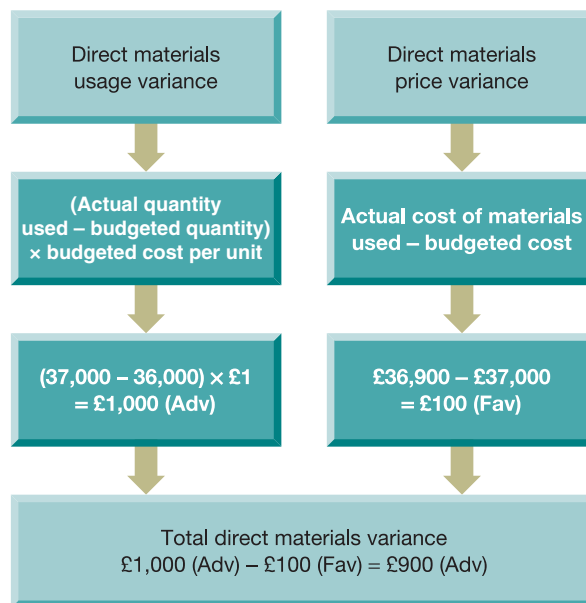 Direct materials
usage variance
Direct materials
price variance
(Actual quantity
used – budgeted quantity)
× budgeted cost per unit
Actual cost of materials
used – budgeted cost
(37,000 – 36,000) × £1
= £1,000 (Adv)
£36,900 – £37,000
= £100 (Fav)
Total direct materials variance
£1,000 (Adv) – £100 (Fav) = £900 (Adv)